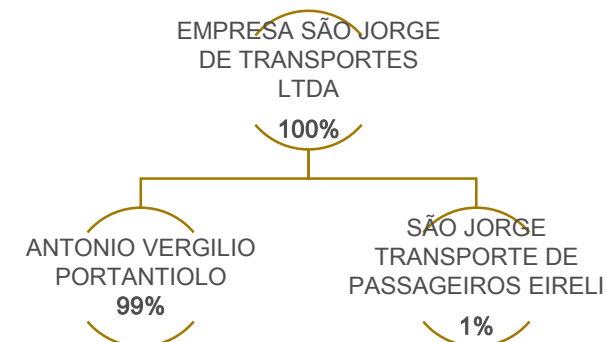 EMPRESA SÃO JORGE
DE TRANSPORTES
LTDA
100%
ANTONIO VERGILIO
PORTANTIOLO
99%
SÃO JORGE
TRANSPORTE DE
PASSAGEIROS EIRELI
1%